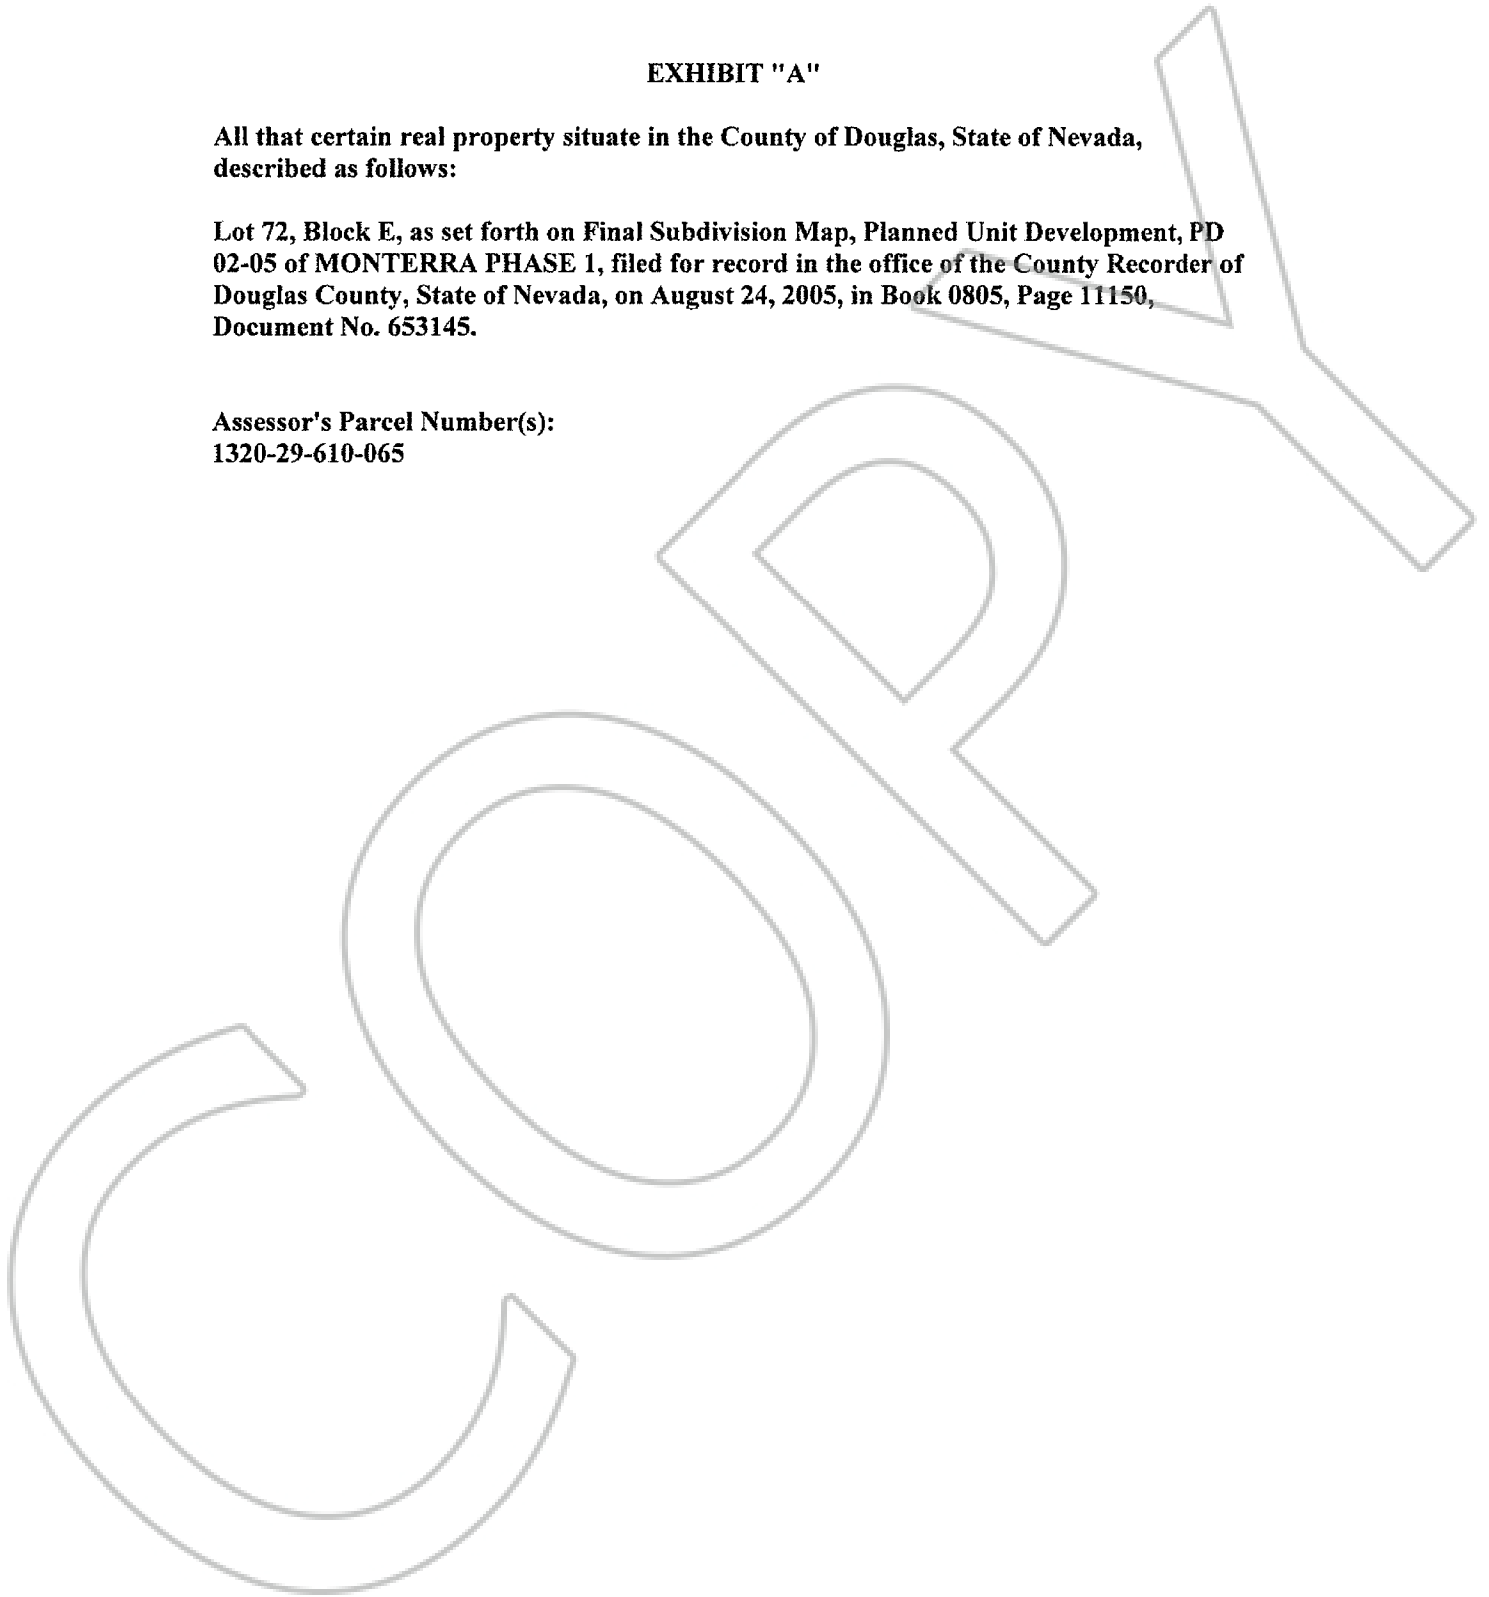 EXHIBIT "A"
All that certain real property situate in the County of Douglas, State of Nevada,
described as follows:
Lot 72, Block E, as set forth on Final Subdivision Map, Planned Unit Development, PD
02-05 of MONTERRA PHASE 1, filed for record in the office of the County Recorder of
Douglas County, State of Nevada, on August 24, 2005, in Book 0805, Page 11150,
Document No. 653145.
Assessor's Parcel Number(s):
1320-29-610-065
COPY